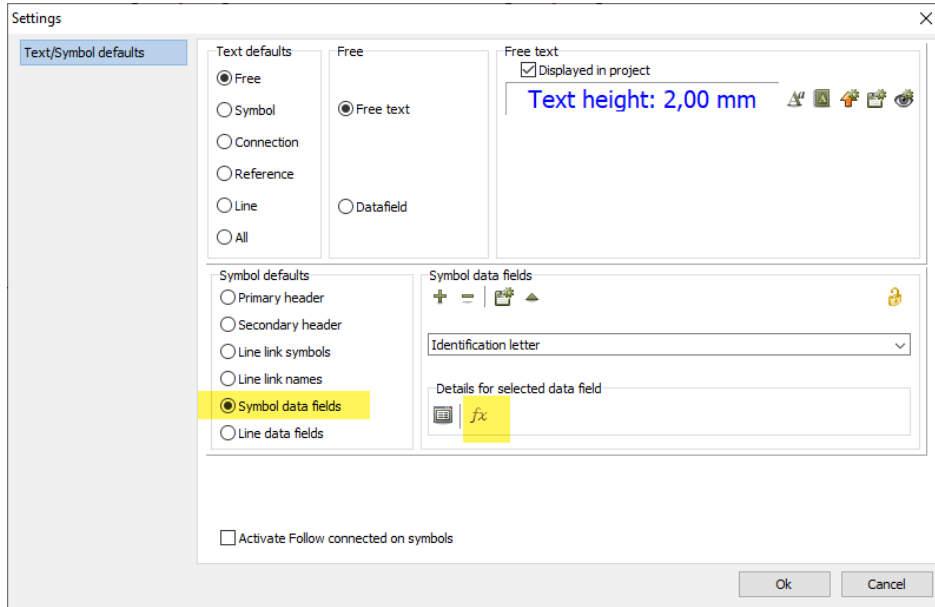 Settings
Text/Symbol defaults
Text defaults
Free
Symbol
Connection
Reference
Line
All
Free
Free text
Datafield
Free text
Displayed in project
Text height: 2,00 mm
Symbol defaults
Primary header
Secondary header
Line link symbols
Line link names
Symbol data fields
Line data fields
Symbol data fields
Identification letter
Details for selected data field
fx
Activate Follow connected on symbols
Ok
Cancel